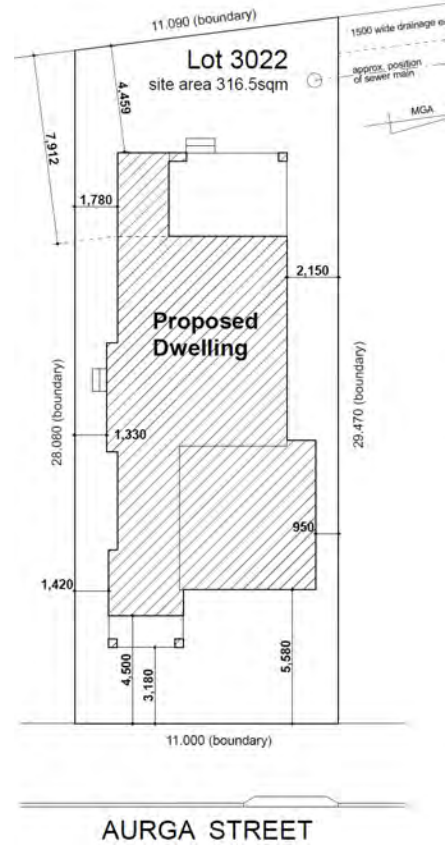 11.090 (boundary)
1500 wide drainage
Lot 3022
site area 316.5sqm
approx. position
of sewer main
MGA
4,459
7,912
1,780
2,150
Proposed
Dwelling
28.080 (boundary)
29.470 (boundary)
1,330
950
1,420
4,500
3,180
5,580
11.000 (boundary)
AURGA STREET